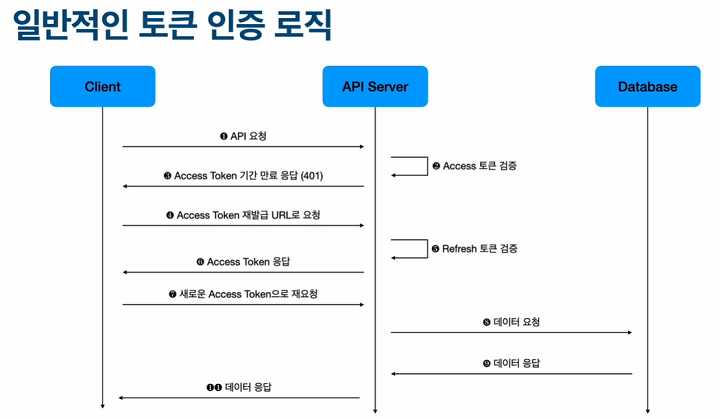 일반적인 토큰 인증 로직
Client
API Server
Database
❶ API 요청
❷ Access 토큰 검증
❸ Access Token 기간 만료 응답 (401)
❹ Access Token 재발급 URL로 요청
❺ Refresh 토큰 검증
❻ Access Token 응답
❼ 새로운 Access Token으로 재요청
❽ 데이터 요청
❾ 데이터 응답
❶❶ 데이터 응답